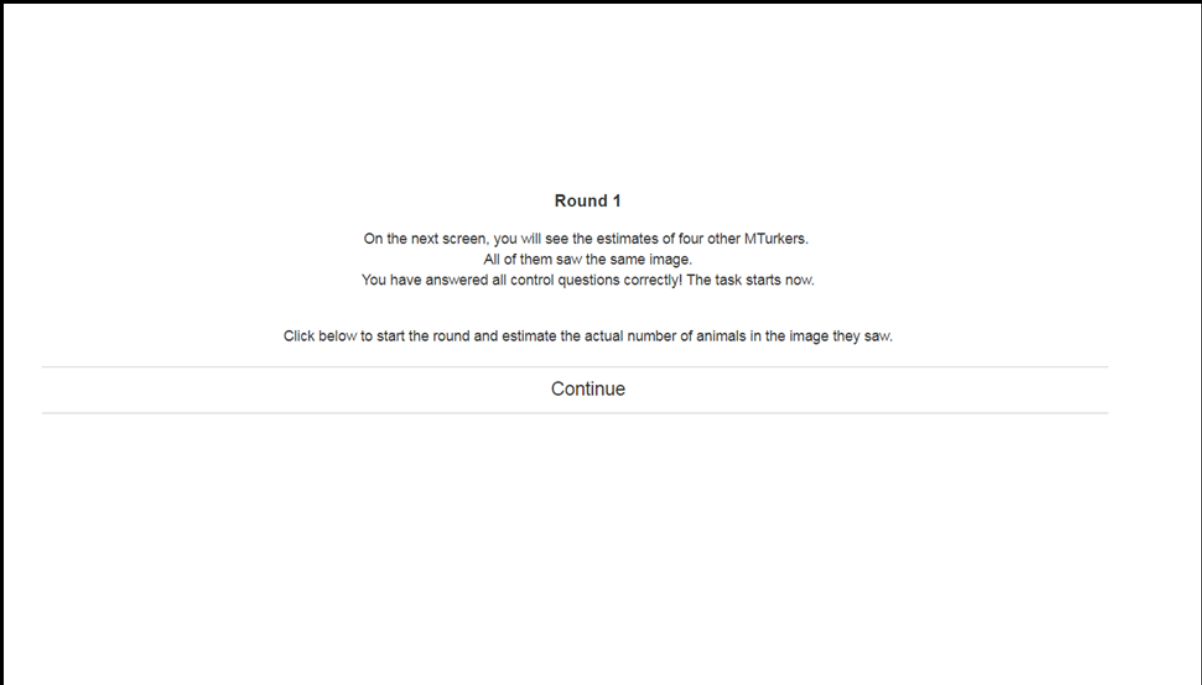 Round 1
On the next screen, you will see the estimates of four other MTurkers.
All of them saw the same image.
You have answered all control questions correctly! The task starts now.
Click below to start the round and estimate the actual number of animals in the image they saw.
Continue